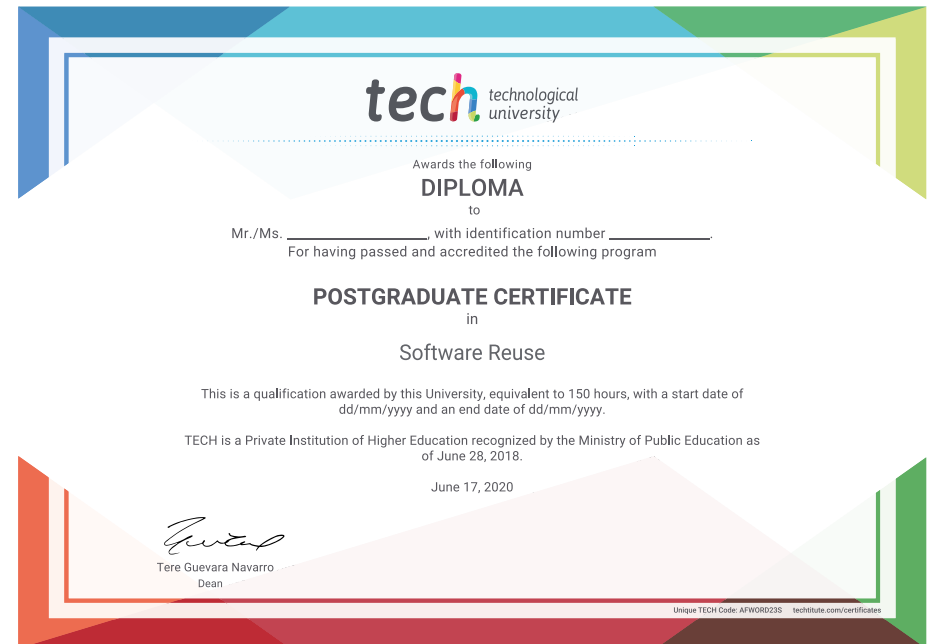 tech technological
university
Awards the following
DIPLOMA
to
Mr./Ms. ____________________, with identification number ______________.
For having passed and accredited the following program
POSTGRADUATE CERTIFICATE
in
Software Reuse
This is a qualification awarded by this University, equivalent to 150 hours, with a start date of
dd/mm/yyyy and an end date of dd/mm/yyyy.
TECH is a Private Institution of Higher Education recognized by the Ministry of Public Education as
of June 28, 2018.
June 17, 2020
Tere Guevara Navarro
Dean
Unique TECH Code: AFWORD23S techtitute.com/certificates